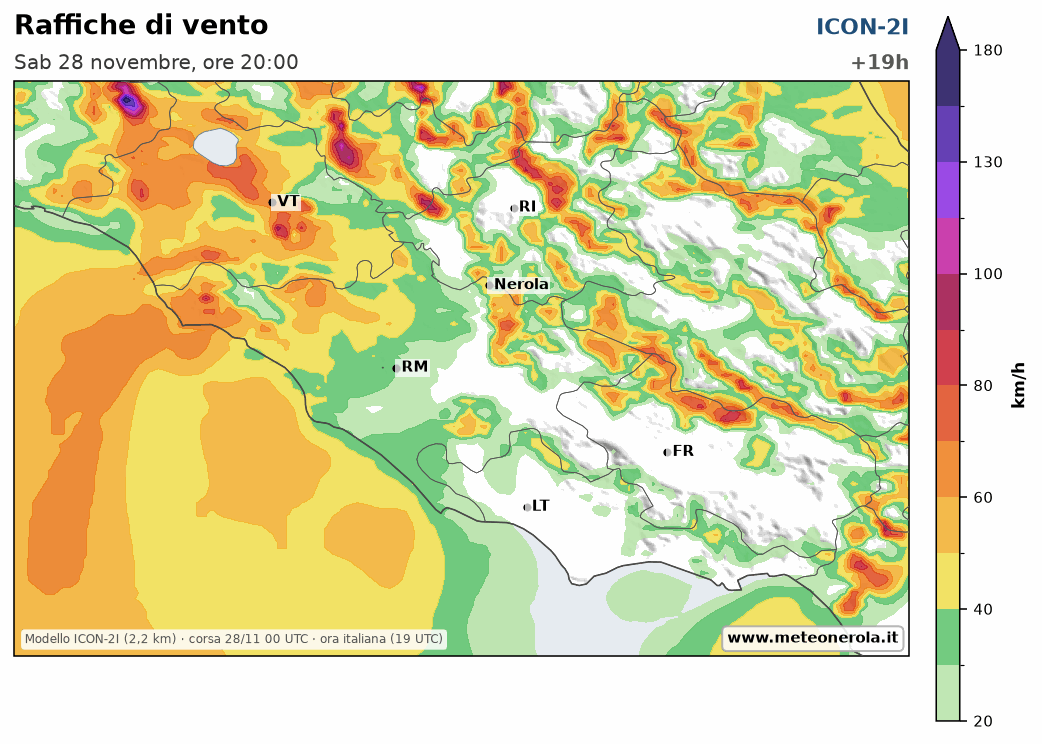 Raffiche di vento
ICON-2I
Sab 28 novembre, ore 20:00
+19h
VT
RI
Nerola
RM
FR
LT
Modello ICON-2I (2,2 km) · corsa 28/11 00 UTC · ora italiana (19 UTC)
www.meteonerola.it
180
130
100
80
60
40
20
km/h